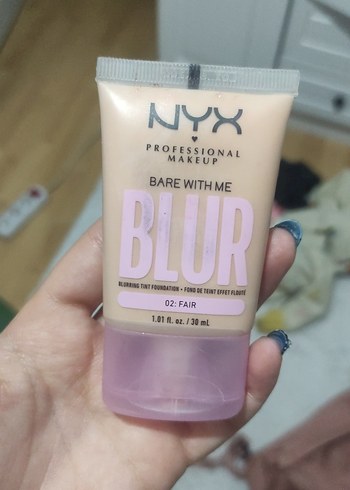 NYX
PROFESSIONAL
MAKEUP
BARE WITH ME
BLUR
BLURRING TINT FOUNDATION • FOND DE TEINT EFFET FLOUTÉ
02: FAIR
1.01 fl. oz. / 30 mL